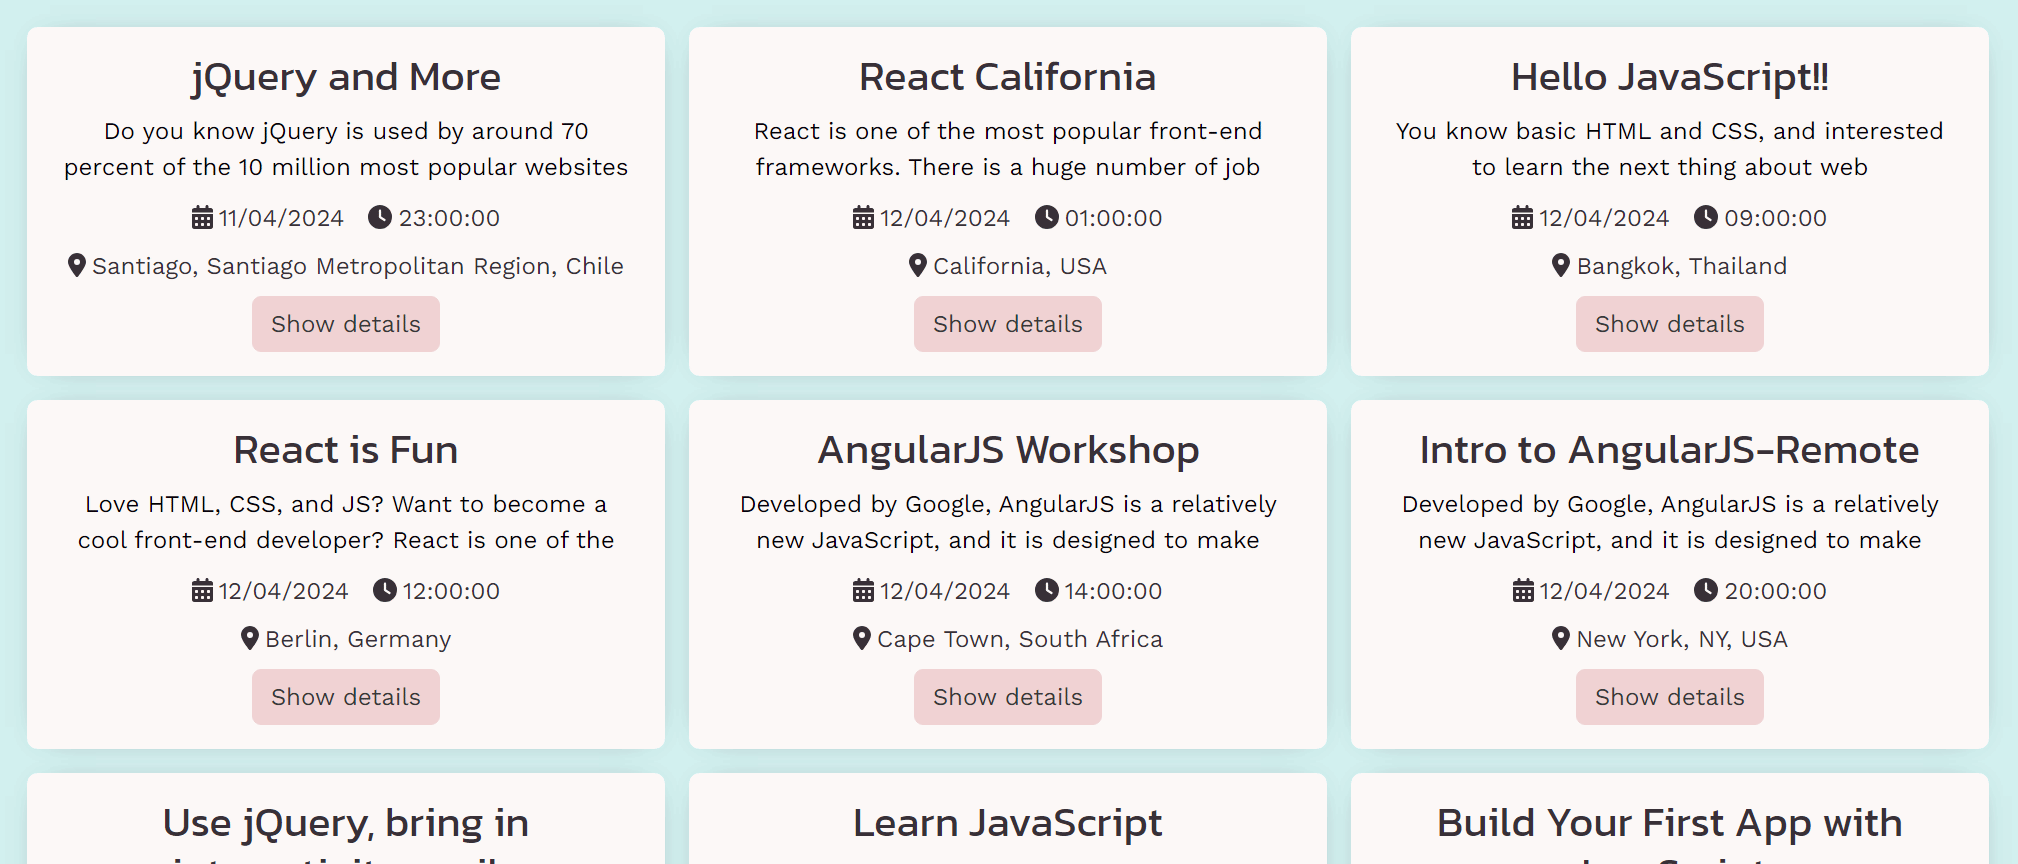 jQuery and More
Do you know jQuery is used by around 70
percent of the 10 million most popular websites
11/04/2024 23:00:00
Santiago, Santiago Metropolitan Region, Chile
Show details
React California
React is one of the most popular front-end
frameworks. There is a huge number of job
12/04/2024 01:00:00
California, USA
Show details
Hello JavaScript!!
You know basic HTML and CSS, and interested
to learn the next thing about web
12/04/2024 09:00:00
Bangkok, Thailand
Show details
React is Fun
Love HTML, CSS, and JS? Want to become a
cool front-end developer? React is one of the
12/04/2024 12:00:00
Berlin, Germany
Show details
AngularJS Workshop
Developed by Google, AngularJS is a relatively
new JavaScript, and it is designed to make
12/04/2024 14:00:00
Cape Town, South Africa
Show details
Intro to AngularJS-Remote
Developed by Google, AngularJS is a relatively
new JavaScript, and it is designed to make
12/04/2024 20:00:00
New York, NY, USA
Show details
Use jQuery, bring in
Learn JavaScript
Build Your First App with